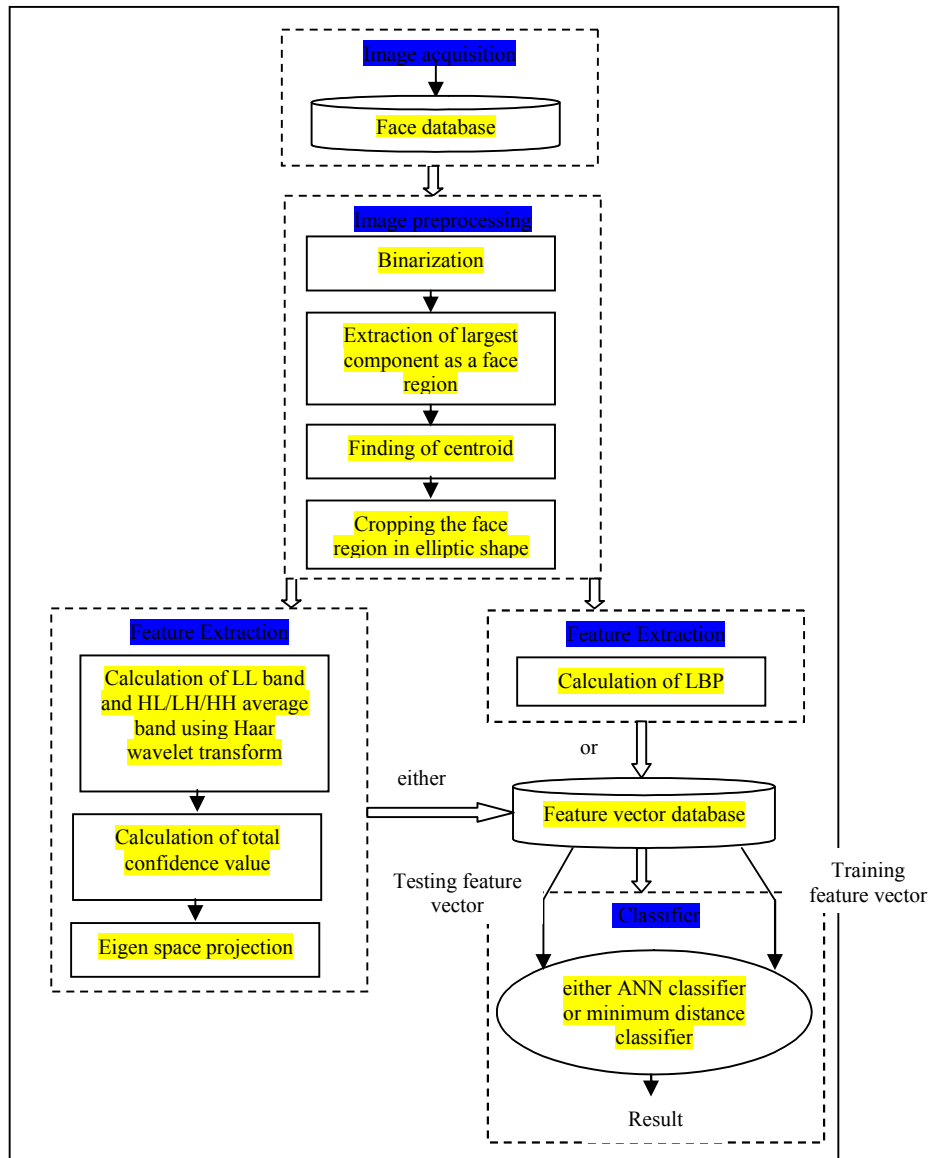 Image acquisition
Face database
Image preprocessing
Binarization
Extraction of largest
component as a face
region
Finding of centroid
Cropping the face
region in elliptic shape
Feature Extraction
Calculation of LL band
and HL/LH/HH average
band using Haar
wavelet transform
Calculation of total
confidence value
Eigen space projection
either
Feature Extraction
Calculation of LBP
or
Feature vector database
Testing feature
vector
Training
feature vector
Classifier
either ANN classifier
or minimum distance
classifier
Result